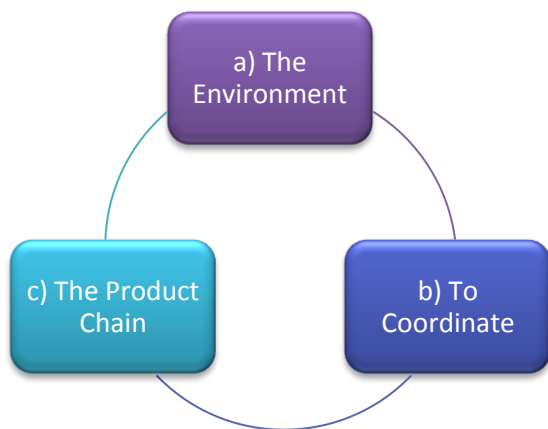 a) The
Environment
c) The Product
Chain
b) To
Coordinate